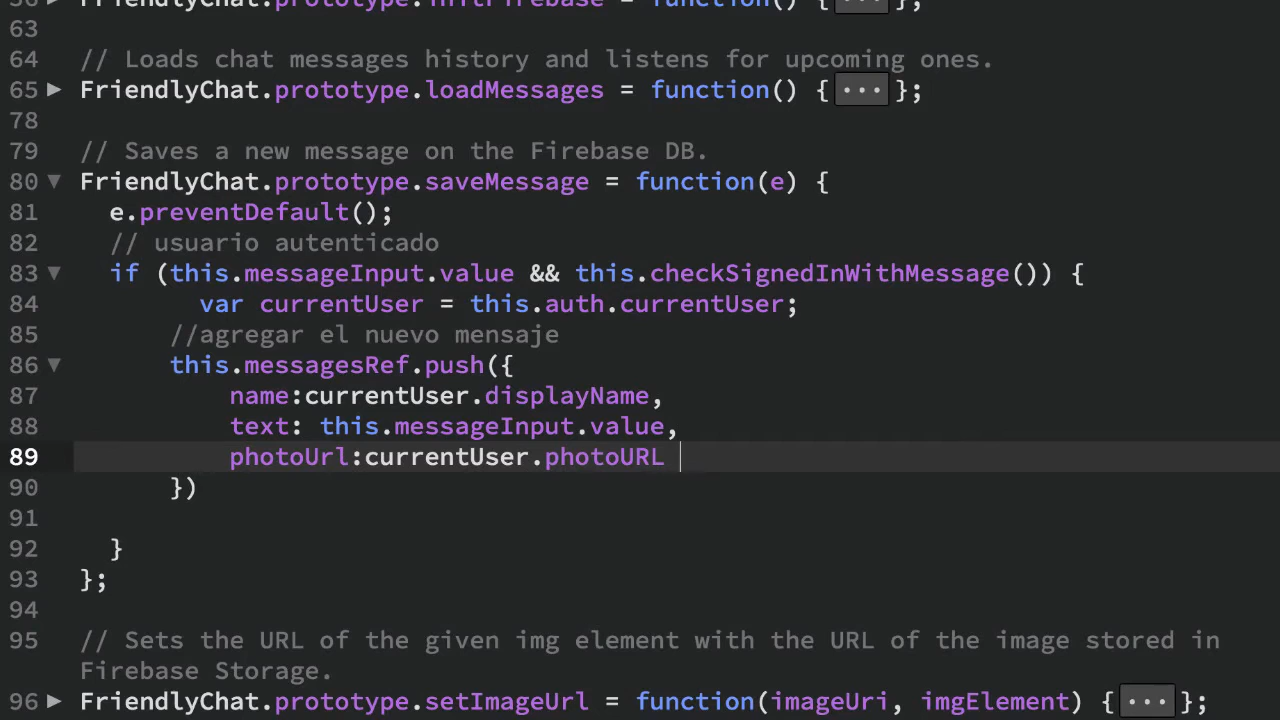 56 ▶ FriendlyChat.prototype.initFirebase = function() {···};
63
64 // Loads chat messages history and listens for upcoming ones.
65 ▶ FriendlyChat.prototype.loadMessages = function() {···};
78
79 // Saves a new message on the Firebase DB.
80 ▼ FriendlyChat.prototype.saveMessage = function(e) {
81 e.preventDefault();
82 // usuario autenticado
83 ▼ if (this.messageInput.value && this.checkSignedInWithMessage()) {
84 var currentUser = this.auth.currentUser;
85 //agregar el nuevo mensaje
86 ▼ this.messagesRef.push({
87 name:currentUser.displayName,
88 text: this.messageInput.value,
89 photoUrl:currentUser.photoURL
90 })
91
92 }
93 };
94
95 // Sets the URL of the given img element with the URL of the image stored in
Firebase Storage.
96 ▶ FriendlyChat.prototype.setImageUrl = function(imageUri, imgElement) {···};